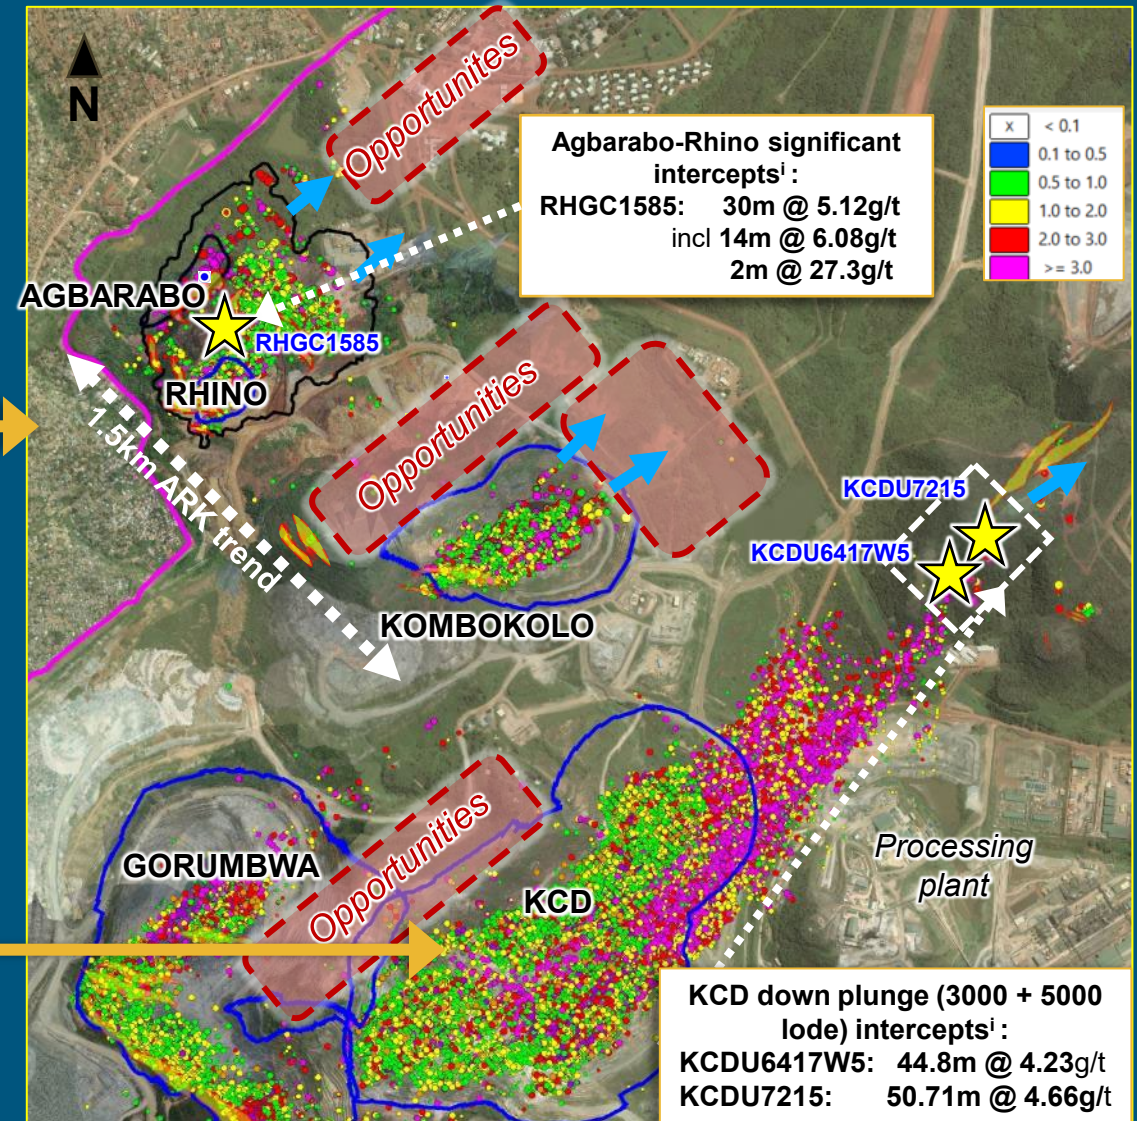 N
Opportunites
Agbarabo-Rhino significant
interceptsⁱ :
RHGC1585: 30m @ 5.12g/t
incl 14m @ 6.08g/t
2m @ 27.3g/t
x < 0.1
0.1 to 0.5
0.5 to 1.0
1.0 to 2.0
2.0 to 3.0
>= 3.0
AGBARABO
RHGC1585
RHINO
1.5km ARK trend
Opportunities
KOMBOKOLO
KCDU7215
KCDU6417W5
GORUMBWA
Opportunities
KCD
Processing
plant
KCD down plunge (3000 + 5000
lode) interceptsⁱ :
KCDU6417W5: 44.8m @ 4.23g/t
KCDU7215: 50.71m @ 4.66g/t